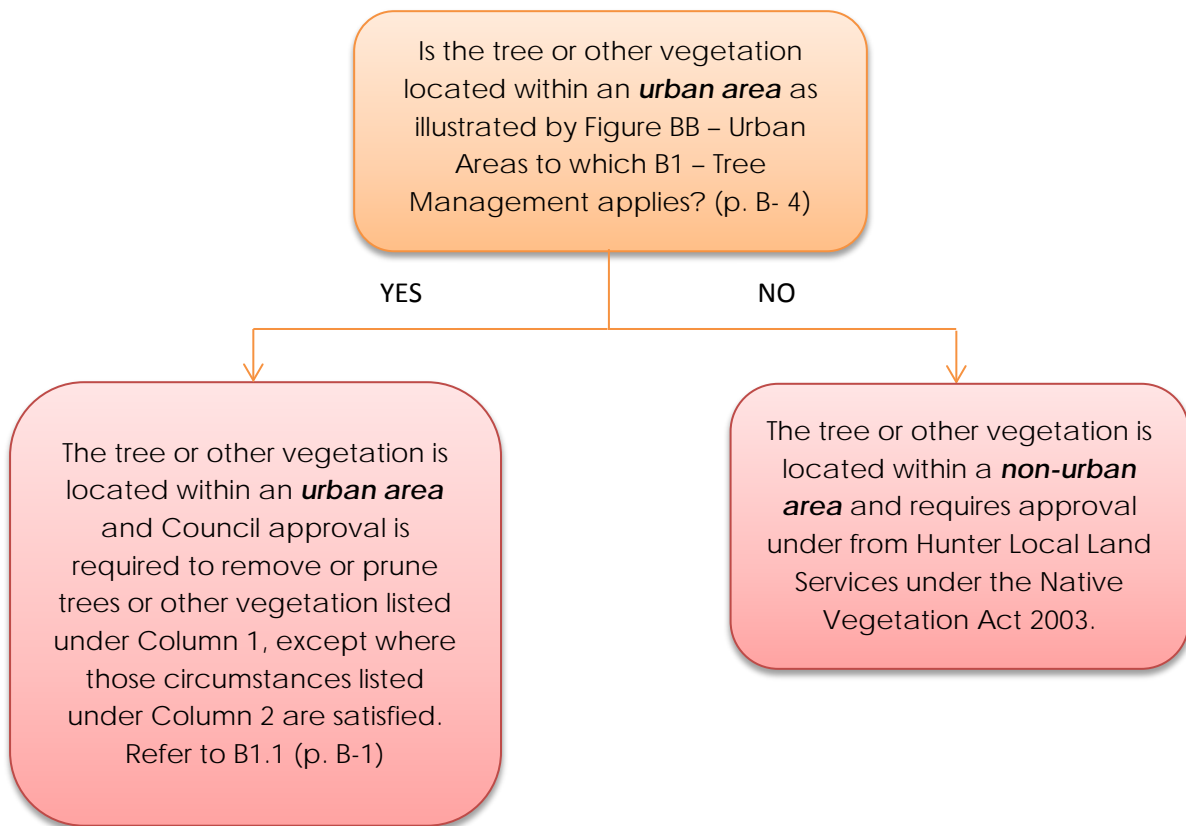 Is the tree or other vegetation
located within an urban area as
illustrated by Figure BB – Urban
Areas to which B1 – Tree
Management applies? (p. B- 4)
YES
NO
The tree or other vegetation is
located within an urban area
and Council approval is
required to remove or prune
trees or other vegetation listed
under Column 1, except where
those circumstances listed
under Column 2 are satisfied.
Refer to B1.1 (p. B-1)
The tree or other vegetation is
located within a non-urban
area and requires approval
under from Hunter Local Land
Services under the Native
Vegetation Act 2003.